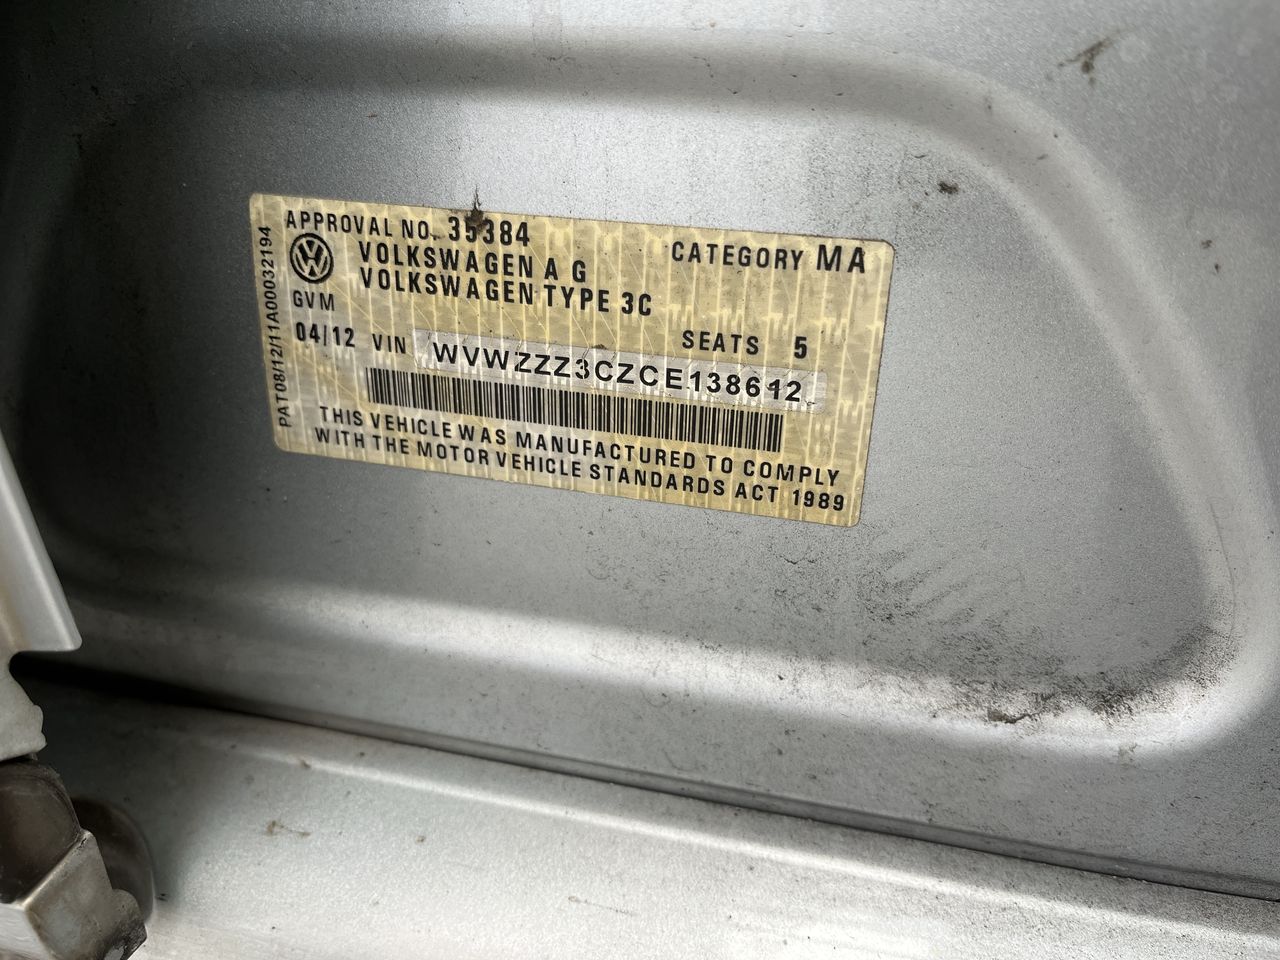 APPROVAL NO. 35384
CATEGORY MA
VOLKSWAGEN A G
VOLKSWAGEN TYPE 3C
GVM
SEATS 5
04/12 VIN WVWZZZ3CZCE138612
THIS VEHICLE WAS MANUFACTURED TO COMPLY
WITH THE MOTOR VEHICLE STANDARDS ACT 1989
PAT08/12/11A00032194